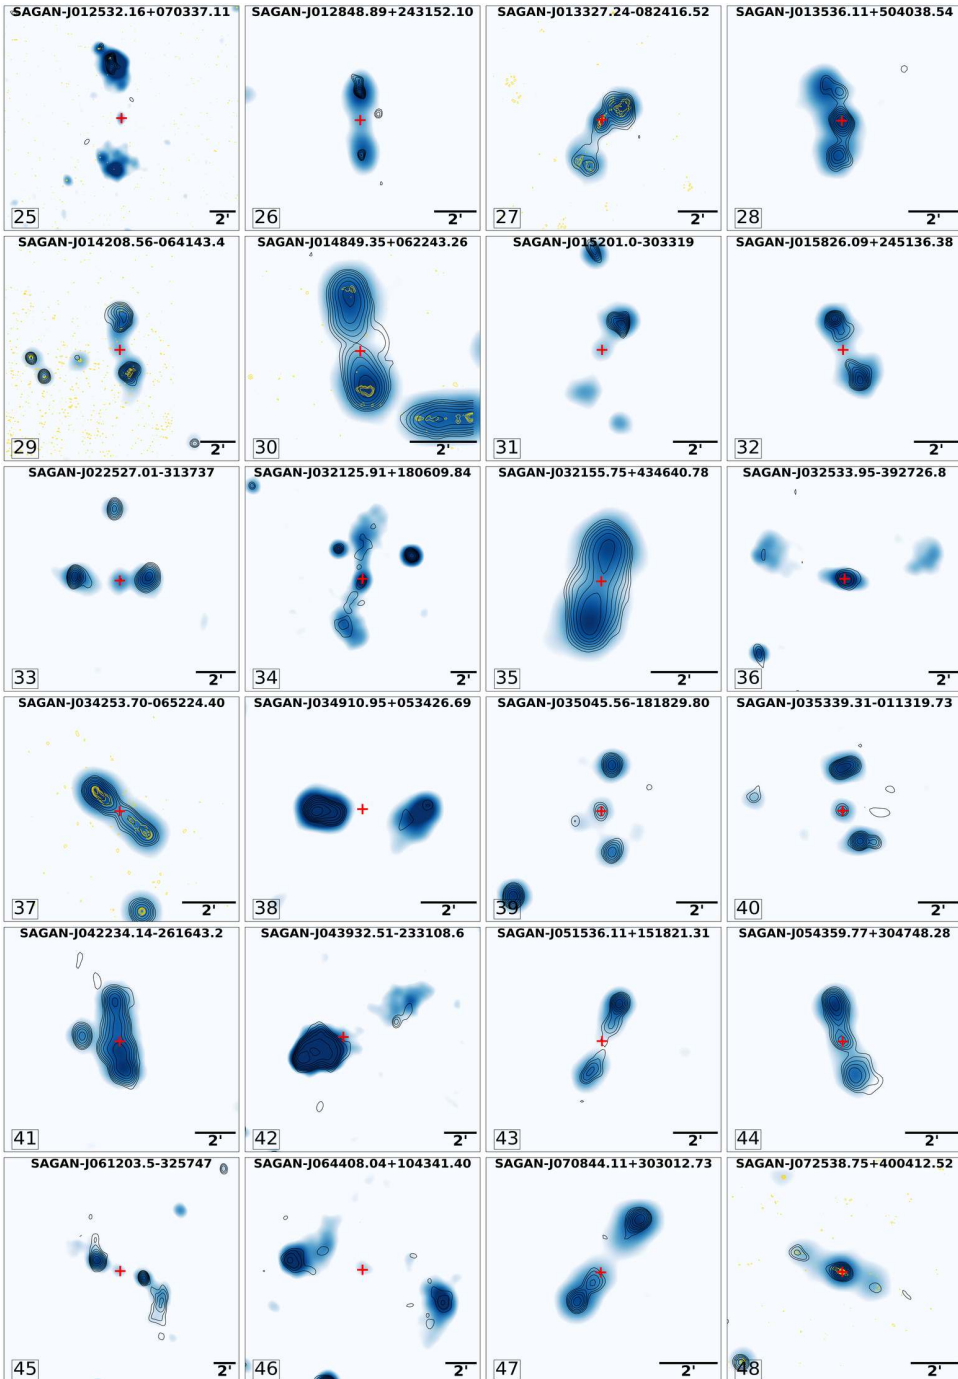 SAGAN-J012532.16+070337.11 SAGAN-J012848.89+243152.10 SAGAN-J013327.24-082416.52 SAGAN-J013536.11+504038.54
25 2' 26 2' 27 2' 28 2'
SAGAN-J014208.56-064143.4 SAGAN-J014849.35+062243.26 SAGAN-J015201.0-303319 SAGAN-J015826.09+245136.38
29 2' 30 2' 31 2' 32 2'
SAGAN-J022527.01-313737 SAGAN-J032125.91+180609.84 SAGAN-J032155.75+434640.78 SAGAN-J032533.95-392726.8
33 2' 34 2' 35 2' 36 2'
SAGAN-J034253.70-065224.40 SAGAN-J034910.95+053426.69 SAGAN-J035045.56-181829.80 SAGAN-J035339.31-011319.73
37 2' 38 2' 39 2' 40 2'
SAGAN-J042234.14-261643.2 SAGAN-J043932.51-233108.6 SAGAN-J051536.11+151821.31 SAGAN-J054359.77+304748.28
41 2' 42 2' 43 2' 44 2'
SAGAN-J061203.5-325747 SAGAN-J064408.04+104341.40 SAGAN-J070844.11+303012.73 SAGAN-J072538.75+400412.52
45 2' 46 2' 47 2' 48 2'